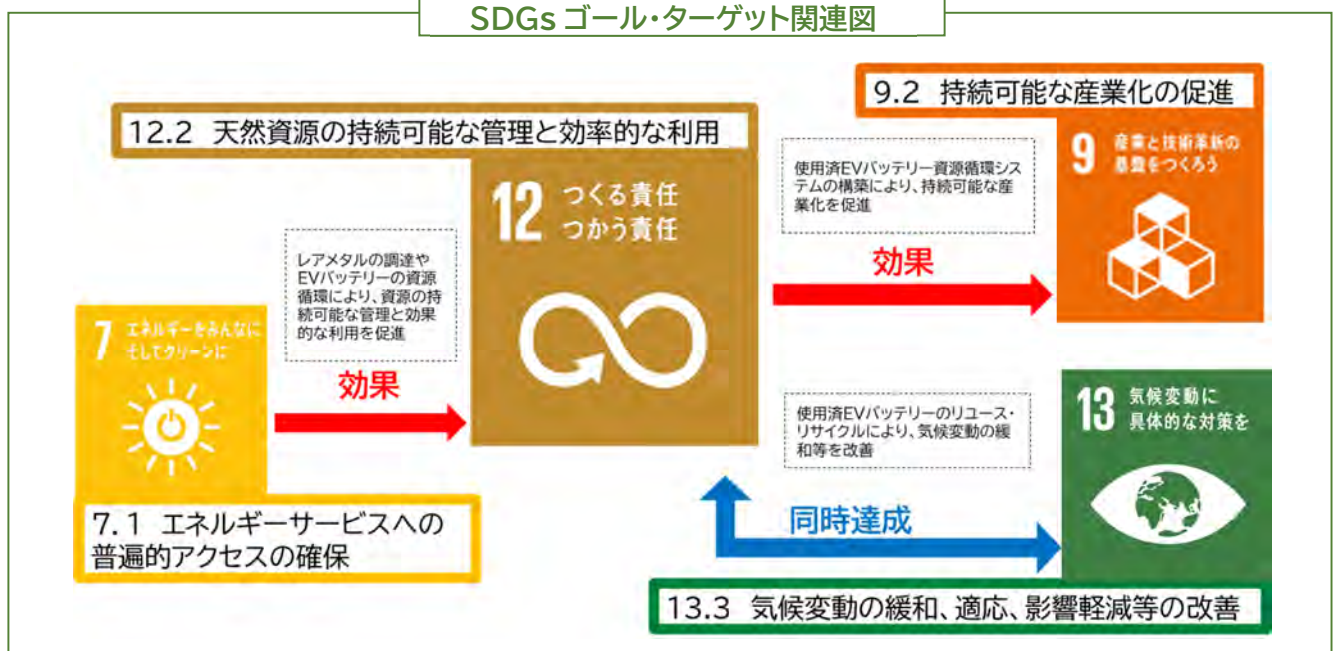 SDGs ゴール・ターゲット関連図
9.2 持続可能な産業化の促進
12.2 天然資源の持続可能な管理と効率的な利用
9 産業と技術革新の
基盤をつくろう
使用済EVバッテリー資源循環シス
テムの構築により、持続可能な産
業化を促進
12 つくる責任
つかう責任
効果
レアメタルの調達や
EVバッテリーの資源
循環により、資源の持
続可能な管理と効果
的な利用を促進
7 エネルギーをみんなに
そしてクリーンに
効果
13 気候変動に
具体的な対策を
使用済EVバッテリーのリユース・
リサイクルにより、気候変動の緩
和等を改善
同時達成
7.1 エネルギーサービスへの
普遍的アクセスの確保
13.3 気候変動の緩和、適応、影響軽減等の改善